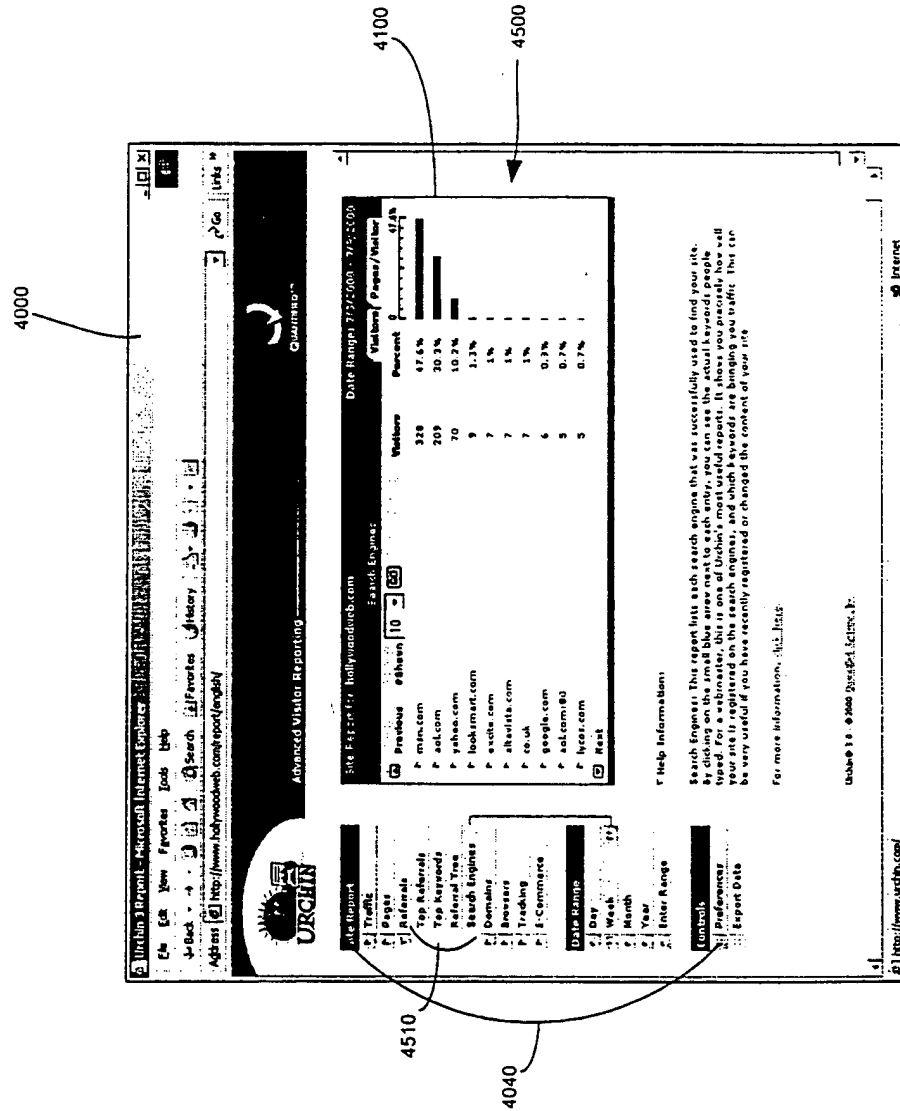 4000
Urchin 3 Report - Microsoft Internet Explorer
File Edit View Favorites Tools Help
Back Search Favorites History
Address http://www.hollywoodweb.com/report/english/ Go Links »
URCHIN
Advanced Visitor Reporting
QUANTIFIED
Site Report
Traffic
Pages
Referrals
Top Referrals
Top Keywords
Referral Tree
Search Engines
Domains
Browsers
Tracking
E-Commerce
Date Range
Day
Week
Month
Year
Enter Range
Controls
Preferences
Export Data
4510
4040
Site Report for hollywoodweb.com Date Range: 7/2000 - 7/2000
Search Engines Visitors Pages/Visitor
Previous #Shown 10 Go Visitors Percent 0 47.6%
msn.com 328 47.6%
aol.com 209 30.3%
yahoo.com 70 10.2%
looksmart.com 9 1.3%
excite.com 7 1%
altavista.com 7 1%
co.uk 7 1%
google.com 6 0.3%
aol.com:80 5 0.7%
lycos.com 5 0.7%
Next
4100
4500
Help Information:
Search Engines: This report lists each search engine that was successfully used to find your site.
By clicking on the small blue arrow next to each entry, you can see the actual keywords people
typed. For a webmaster, this is one of Urchin's most useful reports. It shows you precisely how well
your site is registered on the search engines, and which keywords are bringing you traffic. This can
be very useful if you have recently registered or changed the content of your site
For more information, click here.
Urchin® 3.0 - ©2000
http://www.urchin.com/ Internet